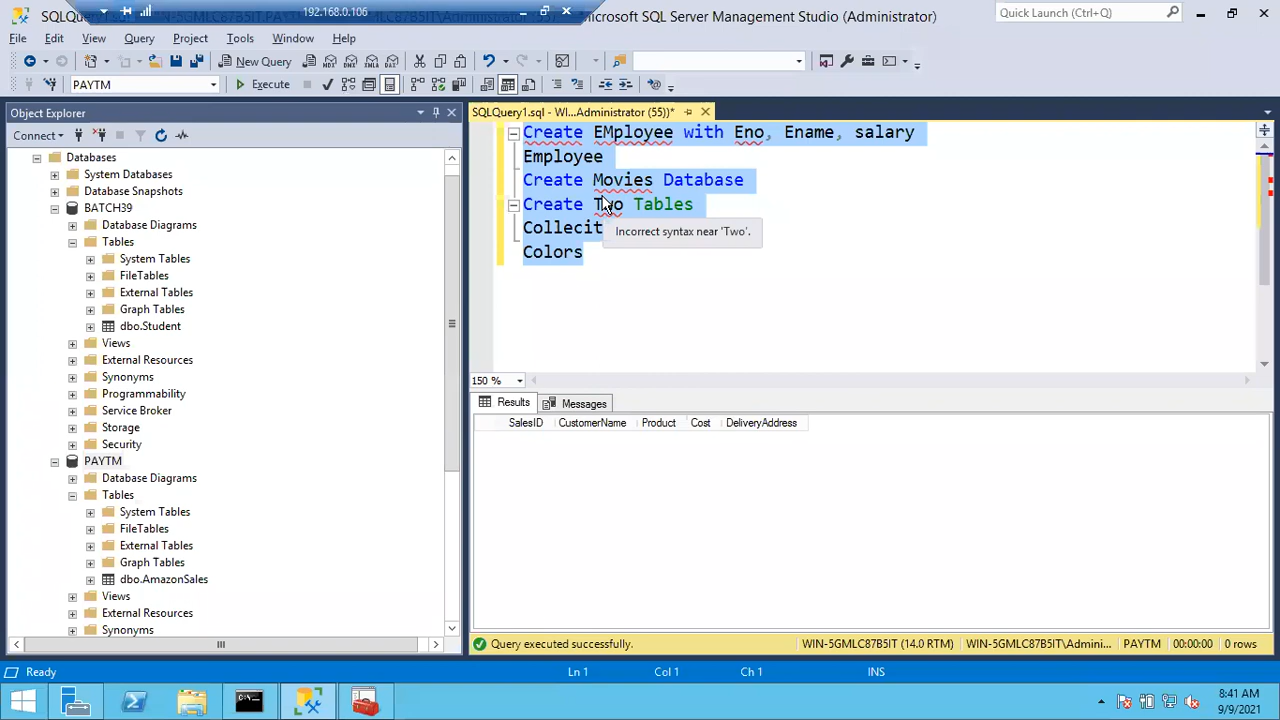 SQLQuery1.sql - WIN-5GMLC87B5IT.PA 192.168.0.106 Microsoft SQL Server Management Studio (Administrator)
Quick Launch (Ctrl+Q)
File Edit View Query Project Tools Window Help
New Query
PAYTM Execute
Object Explorer
SQLQuery1.sql - WI...Administrator (55))*
Connect
Databases
System Databases
Database Snapshots
BATCH39
Database Diagrams
Tables
System Tables
FileTables
External Tables
Graph Tables
dbo.Student
Views
External Resources
Synonyms
Programmability
Service Broker
Storage
Security
PAYTM
Database Diagrams
Tables
System Tables
FileTables
External Tables
Graph Tables
dbo.AmazonSales
Views
External Resources
Synonyms
Create EMployee with Eno, Ename, salary
Employee
Create Movies Database
Create Two Tables
Collecit
Colors
Incorrect syntax near 'Two'.
150 %
Results Messages
SalesID CustomerName Product Cost DeliveryAddress
Query executed successfully. WIN-5GMLC87B5IT (14.0 RTM) WIN-5GMLC87B5IT\Admini... PAYTM 00:00:00 0 rows
Ready Ln 1 Col 1 Ch 1 INS
8:41 AM
9/9/2021